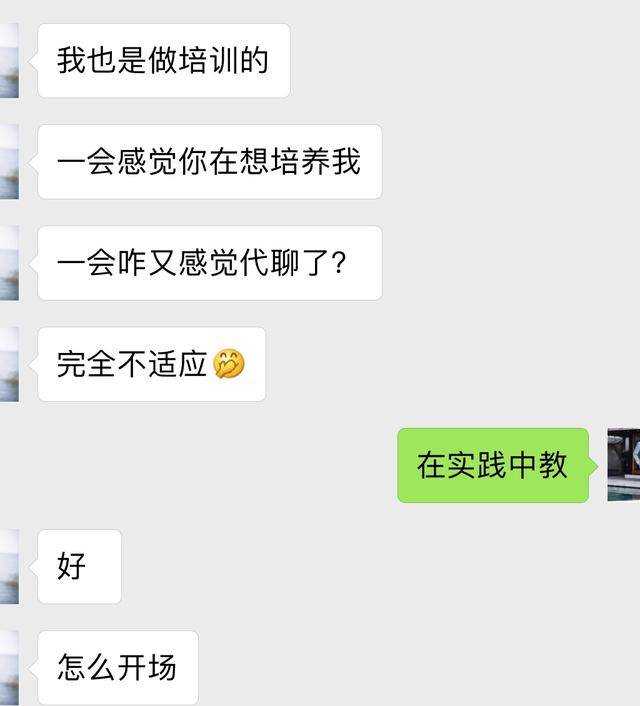 我也是做培训的
一会感觉你在想培养我
一会咋又感觉代聊了？
完全不适应🤭
在实践中教
好
怎么开场